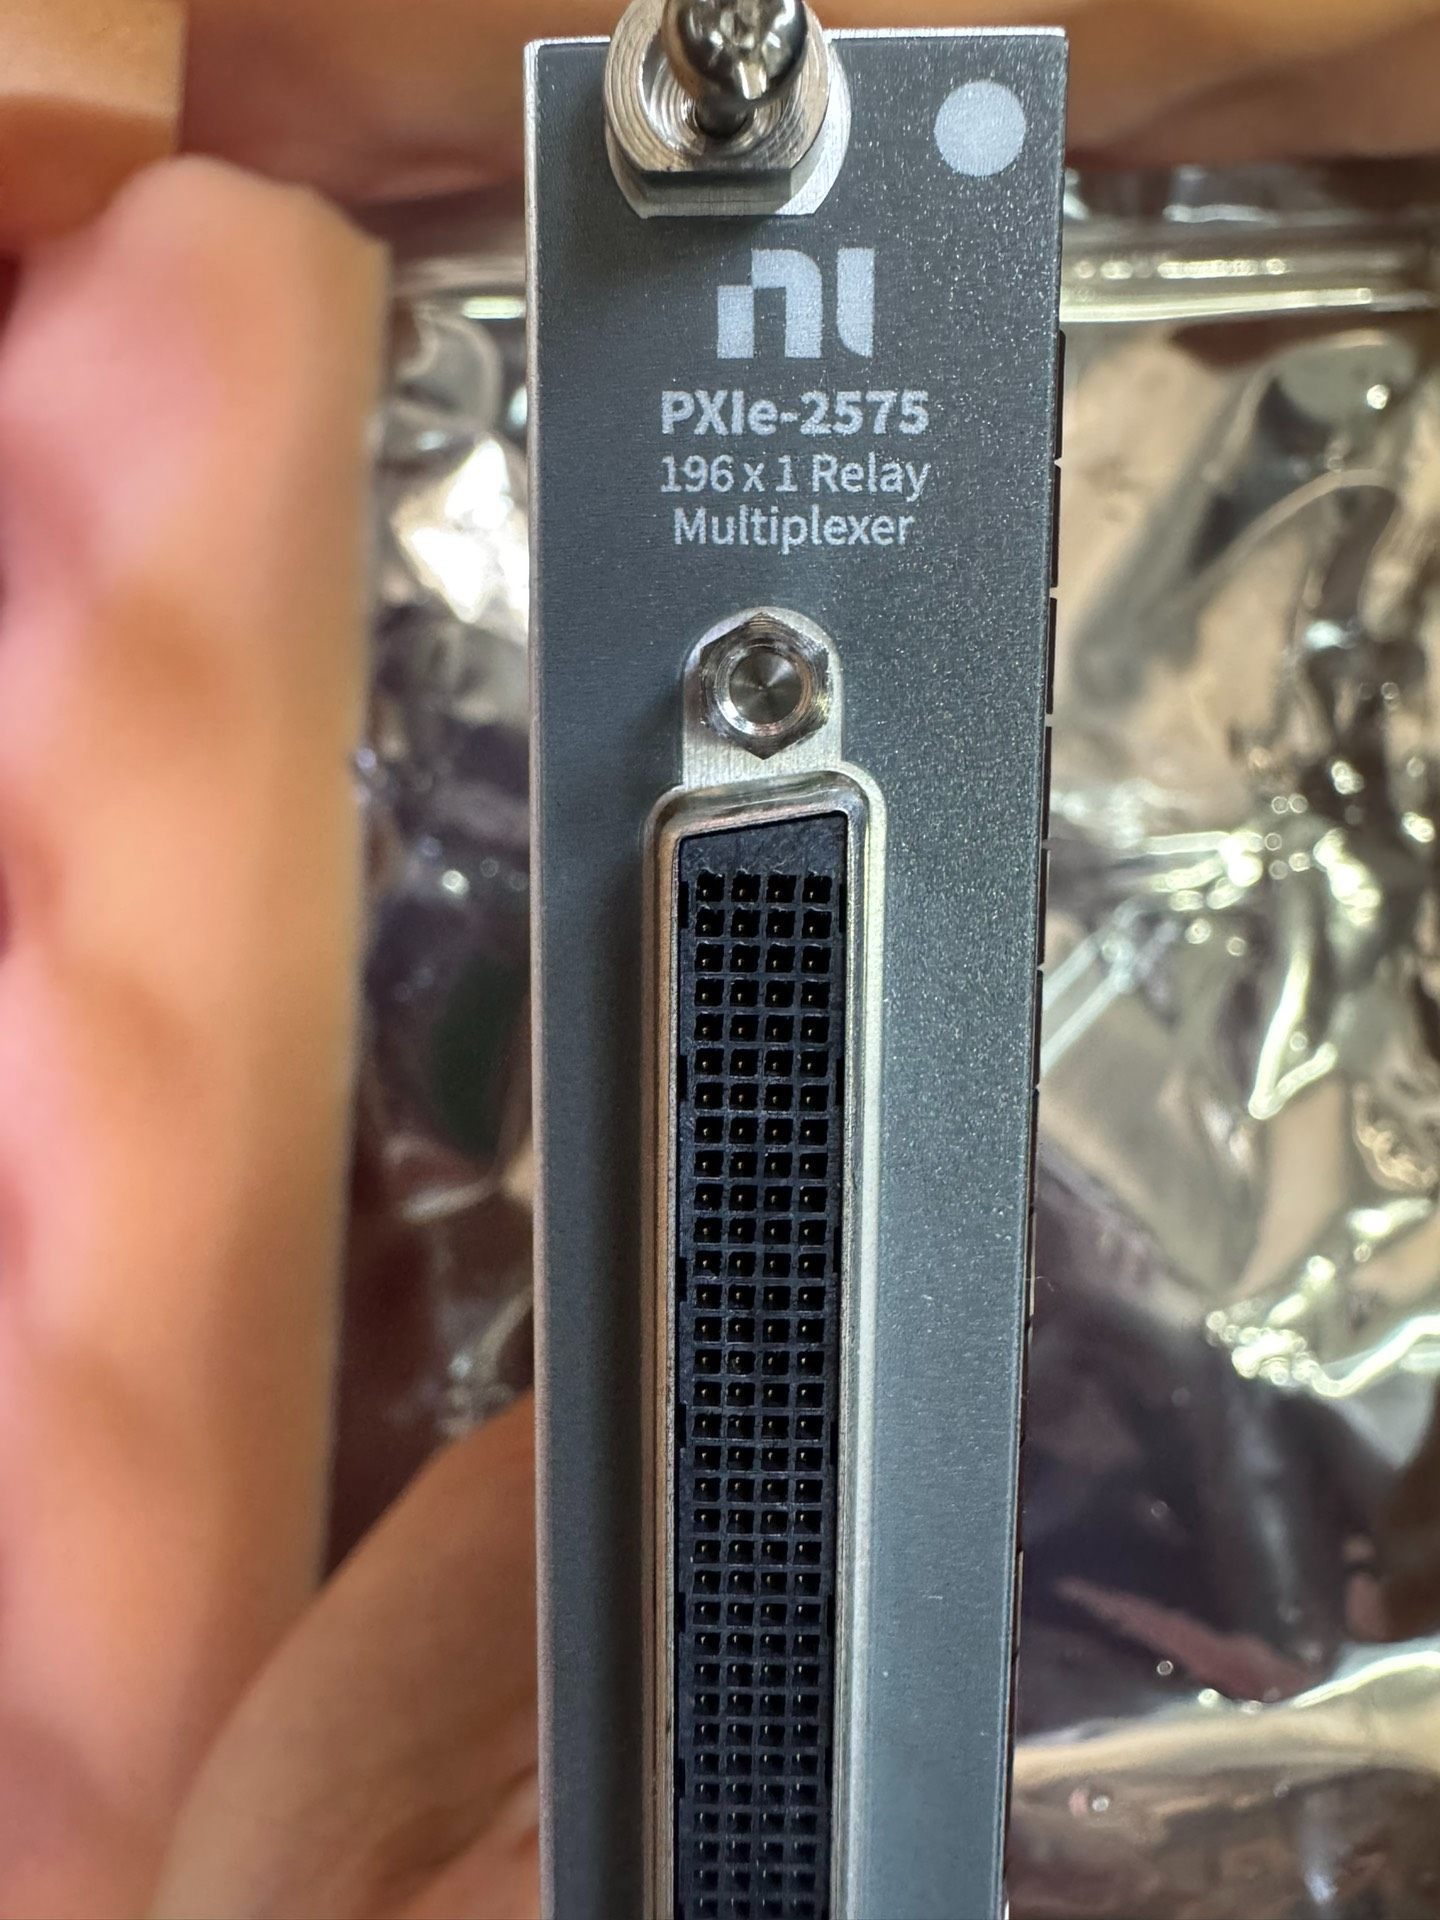 ni
PXIe-2575
196 x 1 Relay
Multiplexer